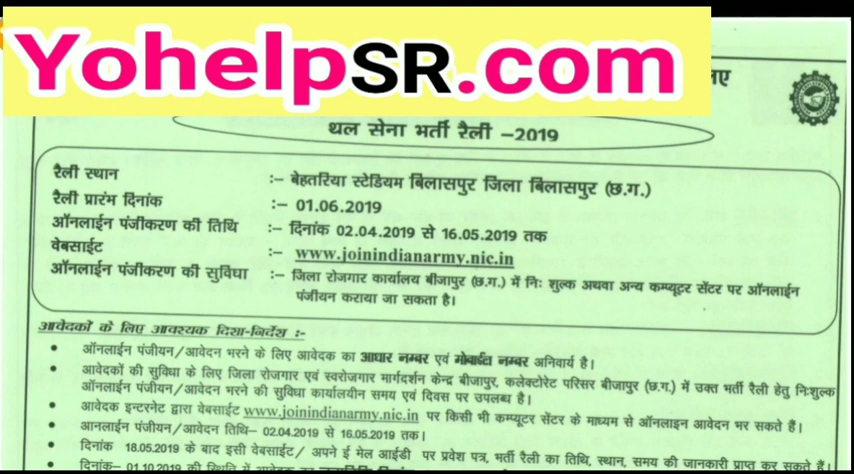 YohelpSR.com
थल सेना भर्ती रैली –2019
रैली स्थान :– बेहतरिया स्टेडियम बिलासपुर जिला बिलासपुर (छ.ग.)
रैली प्रारंभ दिनांक :– 01.06.2019
ऑनलाईन पंजीकरण की तिथि :– दिनांक 02.04.2019 से 16.05.2019 तक
वेबसाईट :– www.joinindianarmy.nic.in
ऑनलाईन पंजीकरण की सुविधा :– जिला रोजगार कार्यालय बीजापुर (छ.ग.) में निः शुल्क अथवा अन्य कम्प्यूटर सेंटर पर ऑनलाईन
पंजीयन कराया जा सकता है।
आवेदकों के लिए आवश्यक दिशा-निर्देश :-
• ऑनलाईन पंजीयन/आवेदन भरने के लिए आवेदक का आधार नम्बर एवं मोबाईल नम्बर अनिवार्य है।
• आवेदकों की सुविधा के लिए जिला रोजगार एवं स्वरोजगार मार्गदर्शन केन्द्र बीजापुर, कलेक्टोरेट परिसर बीजापुर (छ.ग.) में उक्त भर्ती रैली हेतु निःशुल्क
ऑनलाईन पंजीयन/आवेदन भरने की सुविधा कार्यालयीन समय एवं दिवस पर उपलब्ध है।
• आवेदक इन्टरनेट द्वारा वेबसाईट www.joinindianarmy.nic.in पर किसी भी कम्प्यूटर सेंटर के माध्यम से ऑनलाइन आवेदन भर सकते हैं।
• आनलाईन पंजीयन/आवेदन तिथि– 02.04.2019 से 16.05.2019 तक।
• दिनांक 18.05.2019 के बाद इसी वेबसाईट/ अपने ई मेल आईडी पर प्रवेश पत्र, भर्ती रैली का तिथि, स्थान, समय की जानकारी प्राप्त कर सकते हैं।
• दिनांक– 01.10.2019 की स्थिति में आवेदक का